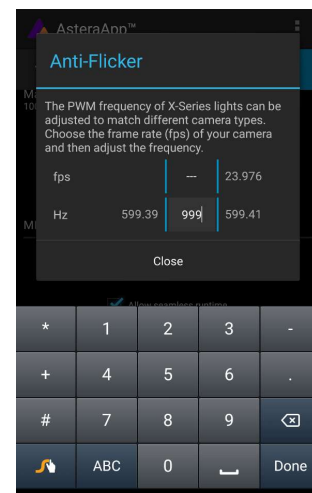 AsteraApp™
Anti-Flicker
The PWM frequency of X-Series lights can be
adjusted to match different camera types.
Choose the frame rate (fps) of your camera
and then adjust the frequency.
fps --- 23.976
Hz 599.39 999 599.41
Close
Allow seamless runtime
* 1 2 3 -
+ 4 5 6 .
# 7 8 9
ABC 0 Done